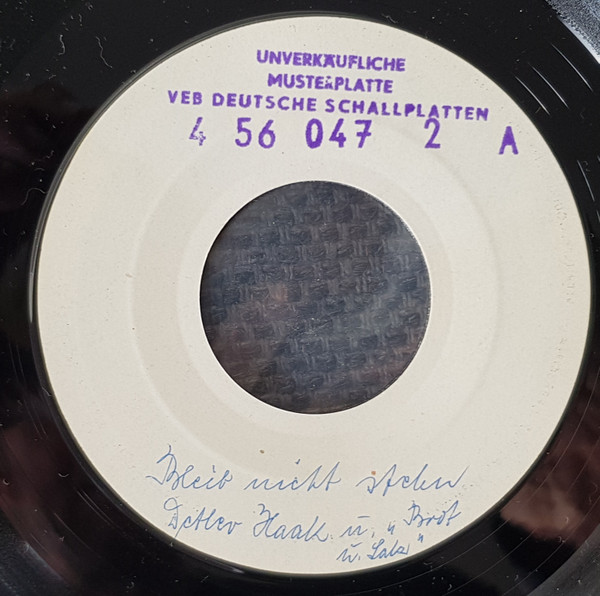 UNVERKÄUFLICHE
MUSTERPLATTE
VEB DEUTSCHE SCHALLPLATTEN
4 56 047 2 A
Bleib nicht stehn
Detlev Haak u. „Brot
u. Salz"